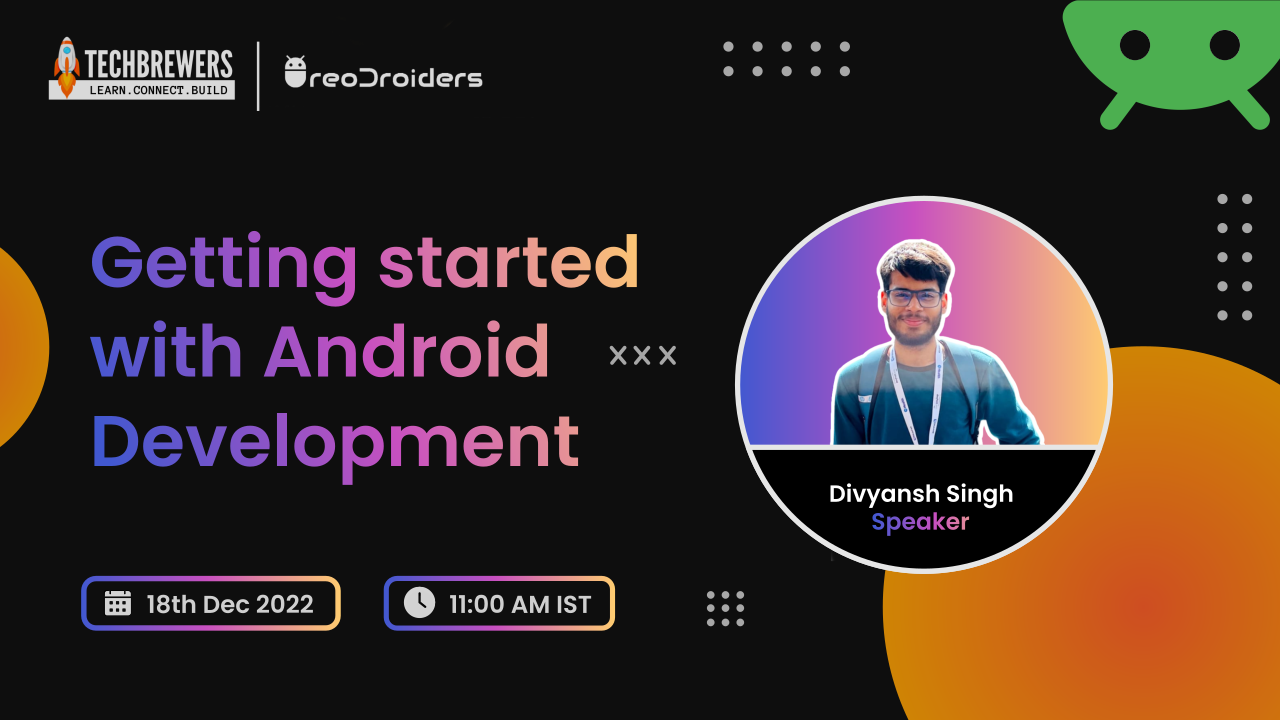 TECHBREWERS
LEARN.CONNECT.BUILD
reoDroiders
Getting started
with Android
Development
Divyansh Singh
Speaker
18th Dec 2022
11:00 AM IST